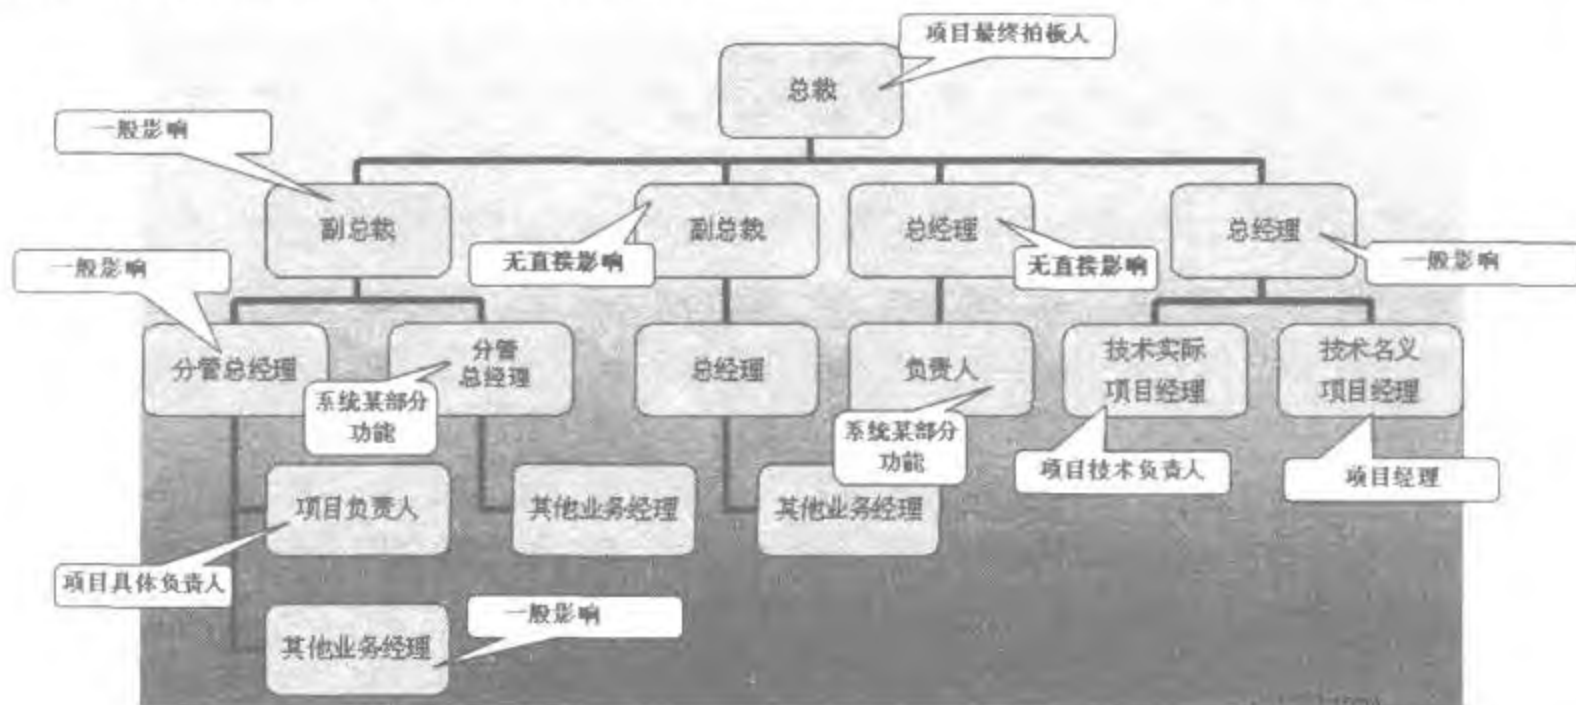 项目最终拍板人
总裁
一般影响
副总裁
副总裁
总经理
总经理
无直接影响
无直接影响
一般影响
一般影响
分管总经理
分管
总经理
总经理
负责人
技术实际
项目经理
技术名义
项目经理
系统某部分
功能
系统某部分
功能
项目技术负责人
项目经理
项目负责人
其他业务经理
其他业务经理
项目具体负责人
其他业务经理
一般影响